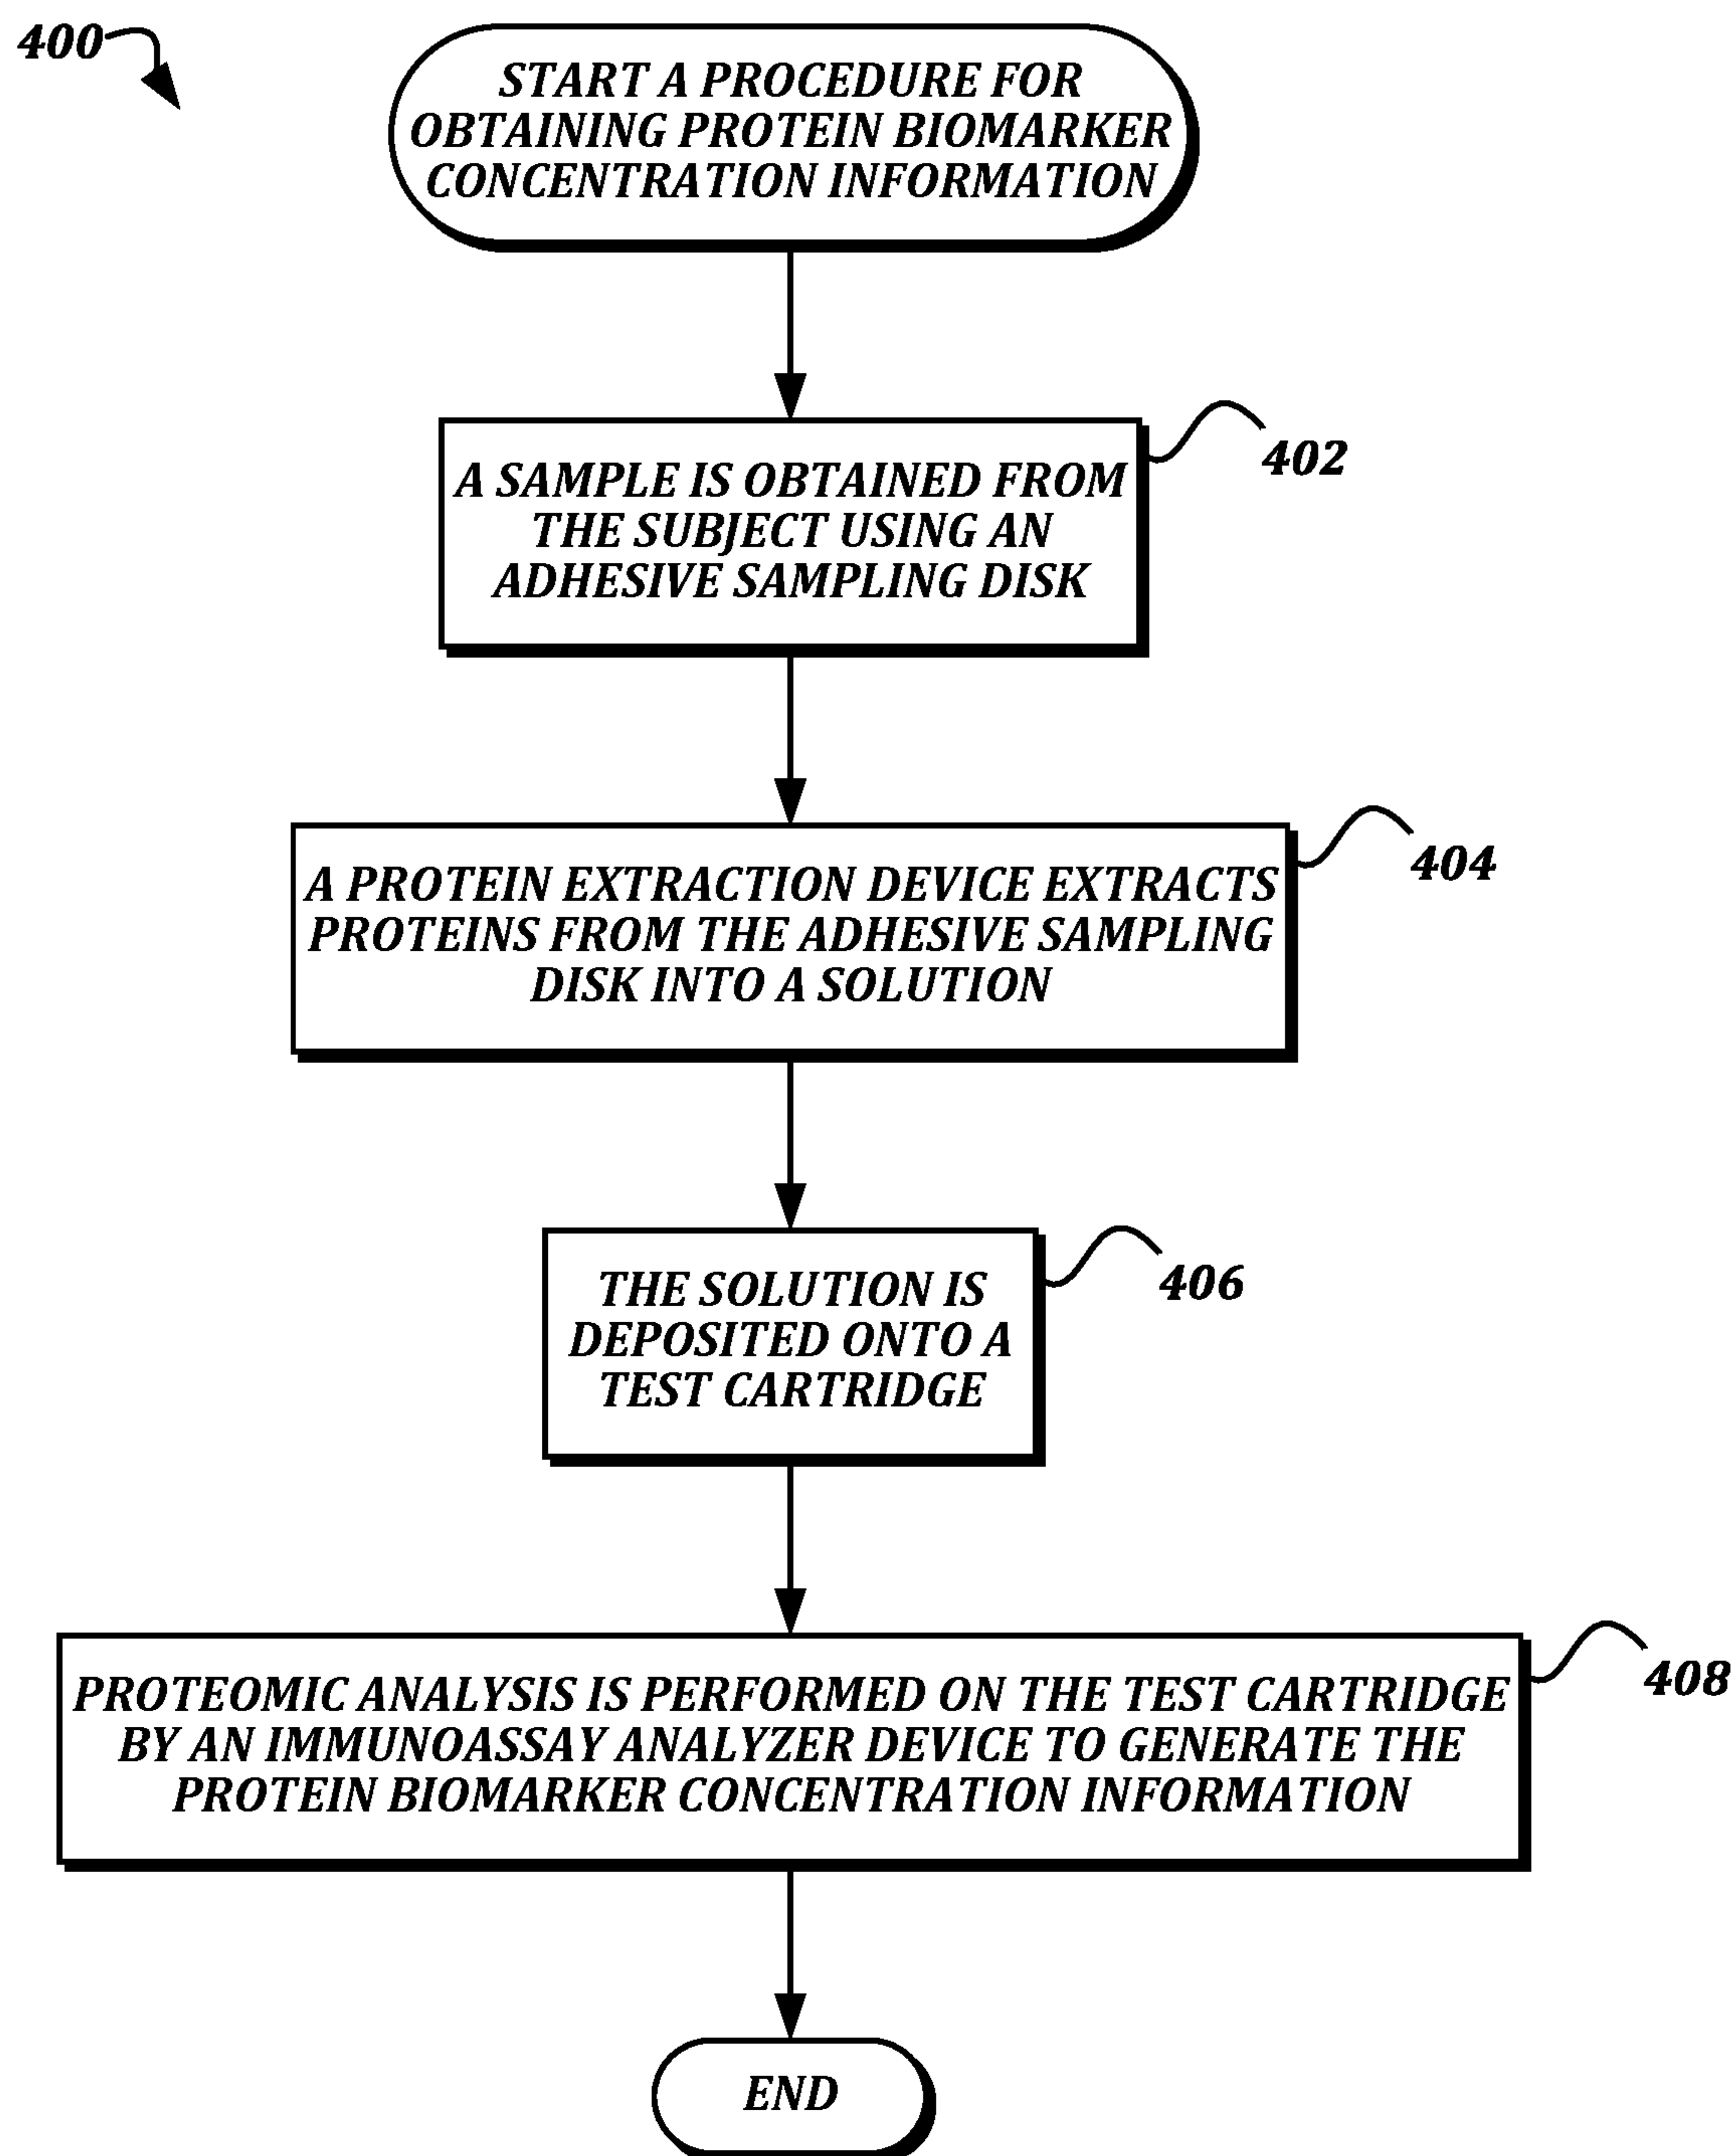 400
START A PROCEDURE FOR
OBTAINING PROTEIN BIOMARKER
CONCENTRATION INFORMATION
402
A SAMPLE IS OBTAINED FROM
THE SUBJECT USING AN
ADHESIVE SAMPLING DISK
404
A PROTEIN EXTRACTION DEVICE EXTRACTS
PROTEINS FROM THE ADHESIVE SAMPLING
DISK INTO A SOLUTION
406
THE SOLUTION IS
DEPOSITED ONTO A
TEST CARTRIDGE
408
PROTEOMIC ANALYSIS IS PERFORMED ON THE TEST CARTRIDGE
BY AN IMMUNOASSAY ANALYZER DEVICE TO GENERATE THE
PROTEIN BIOMARKER CONCENTRATION INFORMATION
END